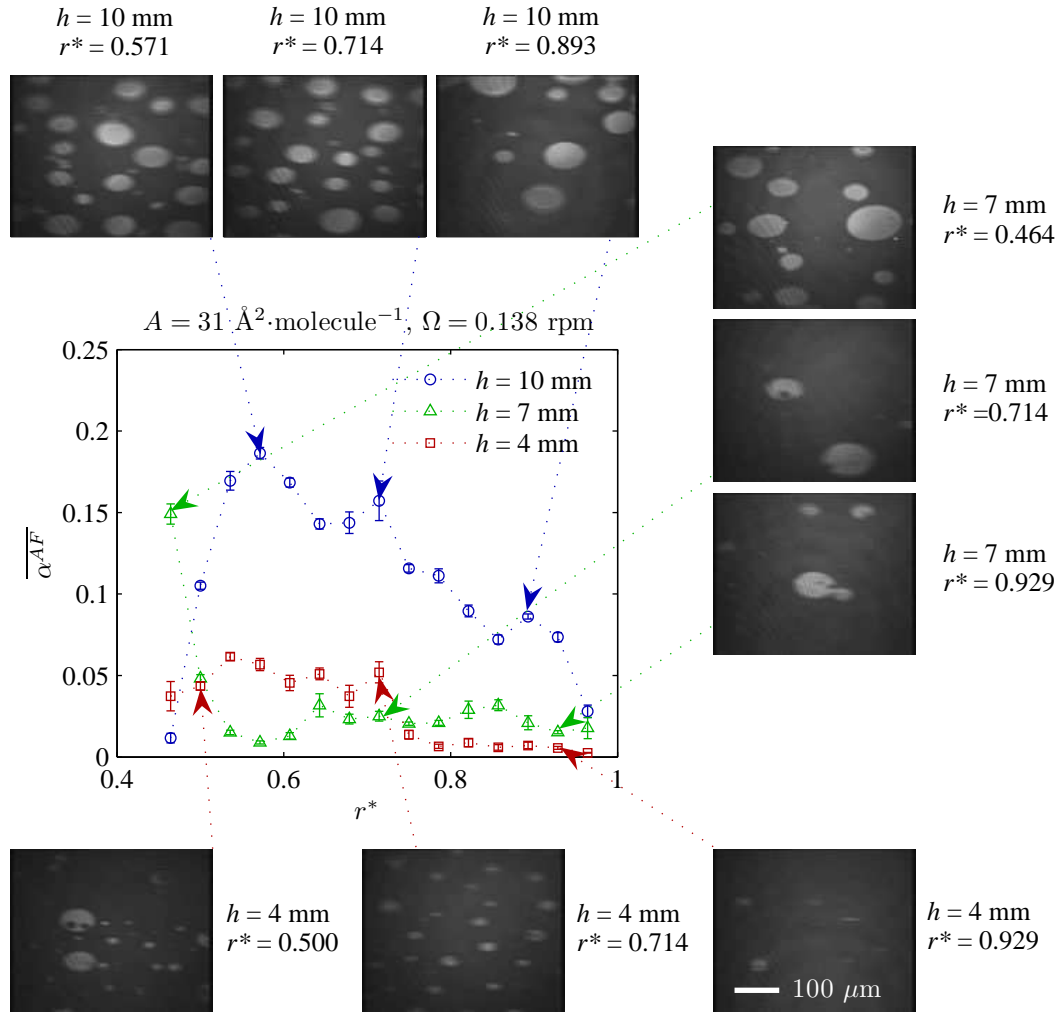 h = 10 mm
r* = 0.571
h = 10 mm
r* = 0.714
h = 10 mm
r* = 0.893
h = 7 mm
r* = 0.464
h = 7 mm
r* =0.714
h = 7 mm
r* = 0.929
A = 31 Å²·molecule⁻¹, Ω = 0.138 rpm
0.25
0.2
0.15
0.1
0.05
0
α^{AF}
h = 10 mm
h = 7 mm
h = 4 mm
0.4
0.6
0.8
1
r*
h = 4 mm
r* = 0.500
h = 4 mm
r* = 0.714
h = 4 mm
r* = 0.929
100 μm